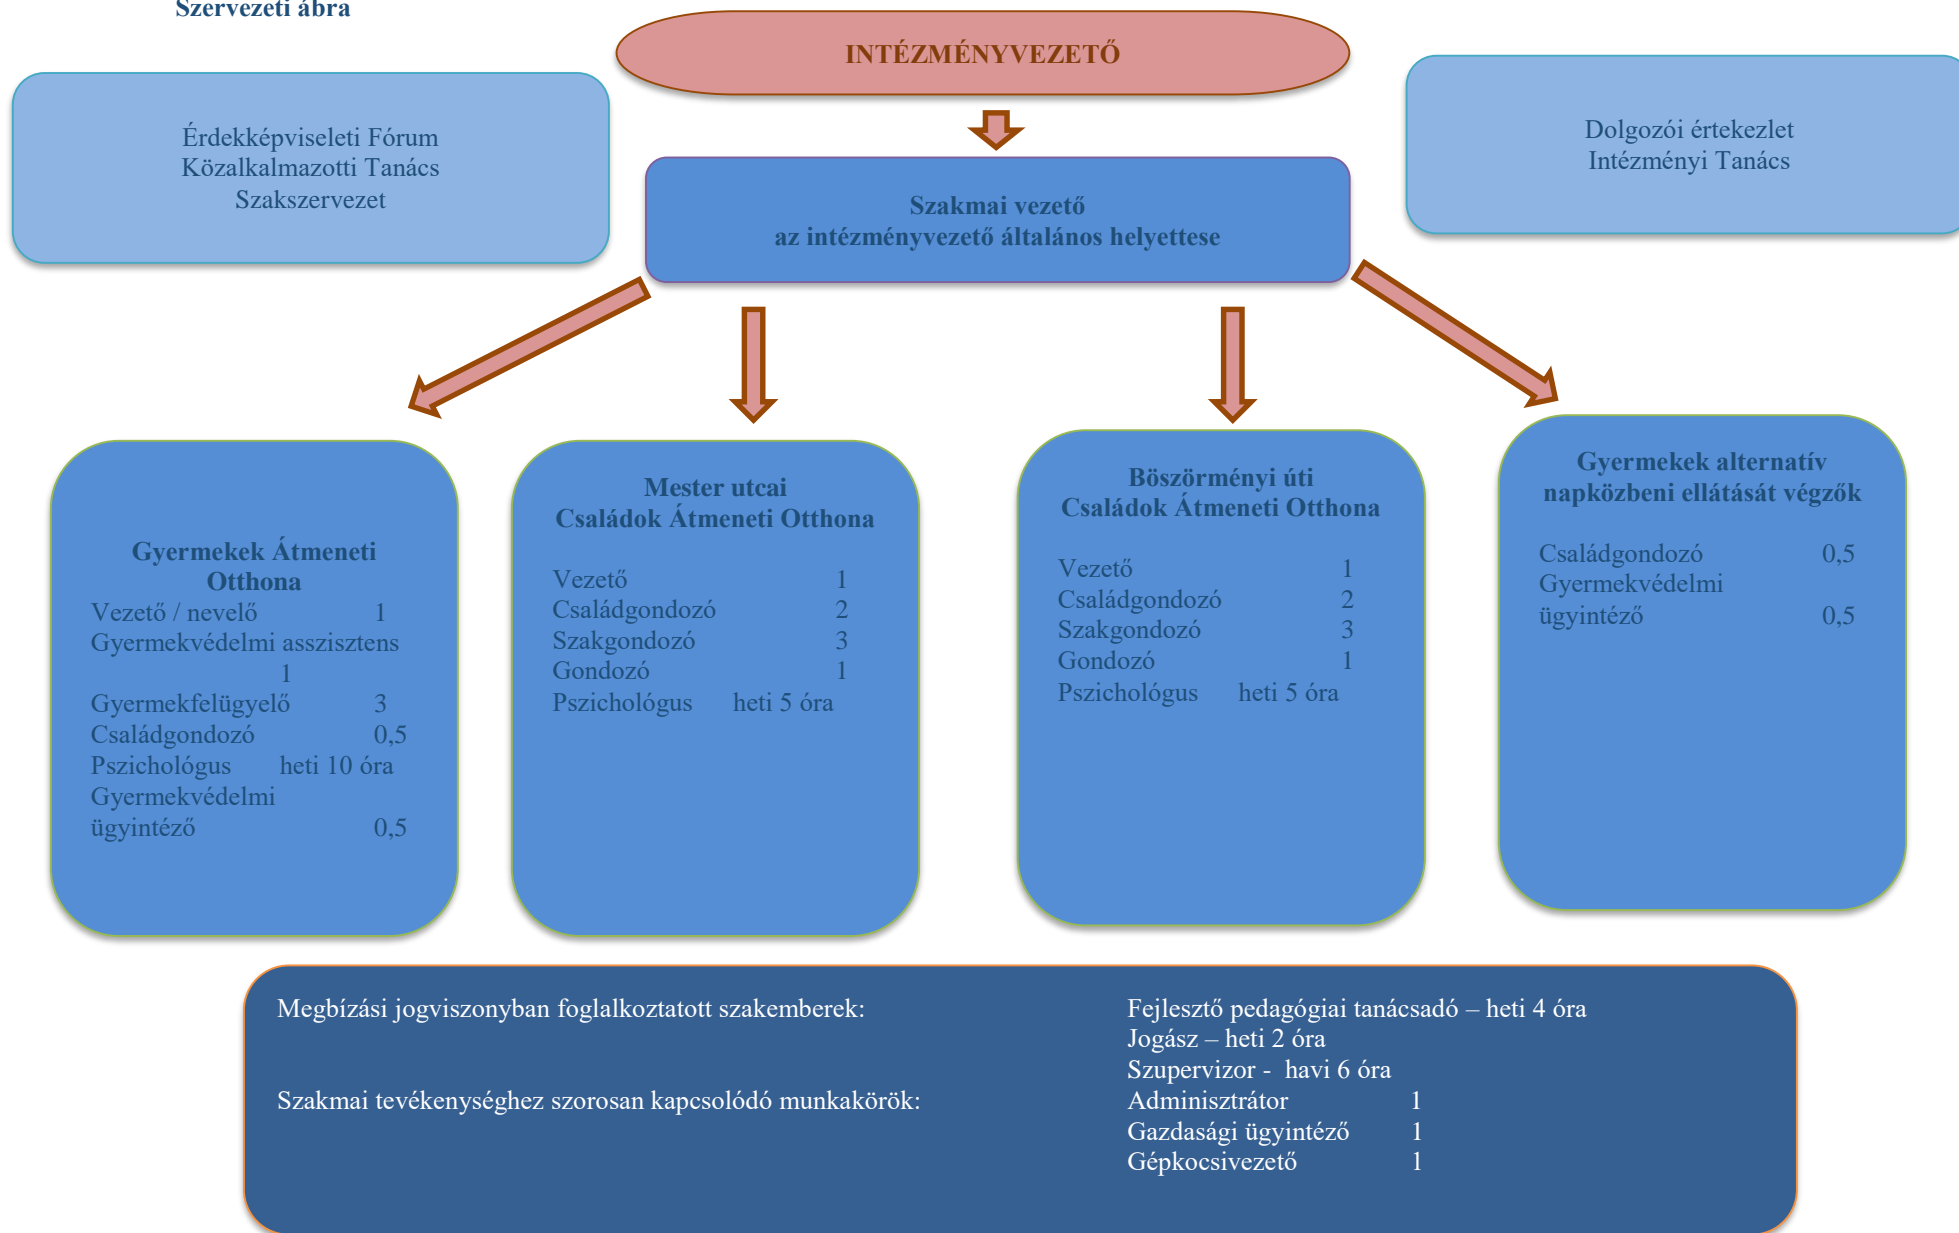 Szervezeti ábra
INTÉZMÉNYVEZETŐ
Érdekképviseleti Fórum
Közalkalmazotti Tanács
Szakszervezet
Dolgozói értekezlet
Intézményi Tanács
Szakmai vezető
az intézményvezető általános helyettese
Gyermekek Átmeneti
Otthona
Vezető / nevelő 1
Gyermekvédelmi asszisztens
1
Gyermekfelügyelő 3
Családgondozó 0,5
Pszichológus heti 10 óra
Gyermekvédelmi
ügyintéző 0,5
Mester utcai
Családok Átmeneti Otthona
Vezető 1
Családgondozó 2
Szakgondozó 3
Gondozó 1
Pszichológus heti 5 óra
Böszörményi úti
Családok Átmeneti Otthona
Vezető 1
Családgondozó 2
Szakgondozó 3
Gondozó 1
Pszichológus heti 5 óra
Gyermekek alternatív
napközbeni ellátását végzők
Családgondozó 0,5
Gyermekvédelmi
ügyintéző 0,5
Megbízási jogviszonyban foglalkoztatott szakemberek: Fejlesztő pedagógiai tanácsadó – heti 4 óra
Jogász – heti 2 óra
Szupervizor - havi 6 óra
Szakmai tevékenységhez szorosan kapcsolódó munkakörök: Adminisztrátor 1
Gazdasági ügyintéző 1
Gépkocsivezető 1